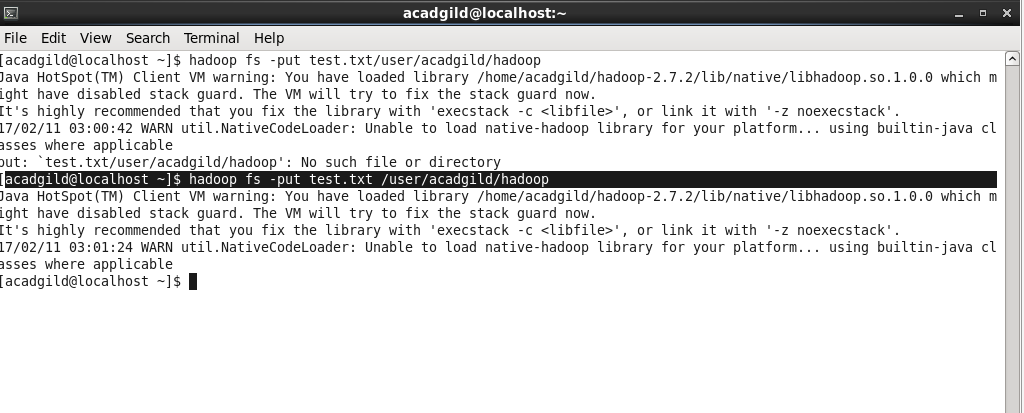 acadgild@localhost:~
File Edit View Search Terminal Help
[acadgild@localhost ~]$ hadoop fs -put test.txt/user/acadgild/hadoop
Java HotSpot(TM) Client VM warning: You have loaded library /home/acadgild/hadoop-2.7.2/lib/native/libhadoop.so.1.0.0 which m
ight have disabled stack guard. The VM will try to fix the stack guard now.
It's highly recommended that you fix the library with 'execstack -c <libfile>', or link it with '-z noexecstack'.
17/02/11 03:00:42 WARN util.NativeCodeLoader: Unable to load native-hadoop library for your platform... using builtin-java cl
asses where applicable
put: `test.txt/user/acadgild/hadoop': No such file or directory
[acadgild@localhost ~]$ hadoop fs -put test.txt /user/acadgild/hadoop
Java HotSpot(TM) Client VM warning: You have loaded library /home/acadgild/hadoop-2.7.2/lib/native/libhadoop.so.1.0.0 which m
ight have disabled stack guard. The VM will try to fix the stack guard now.
It's highly recommended that you fix the library with 'execstack -c <libfile>', or link it with '-z noexecstack'.
17/02/11 03:01:24 WARN util.NativeCodeLoader: Unable to load native-hadoop library for your platform... using builtin-java cl
asses where applicable
[acadgild@localhost ~]$